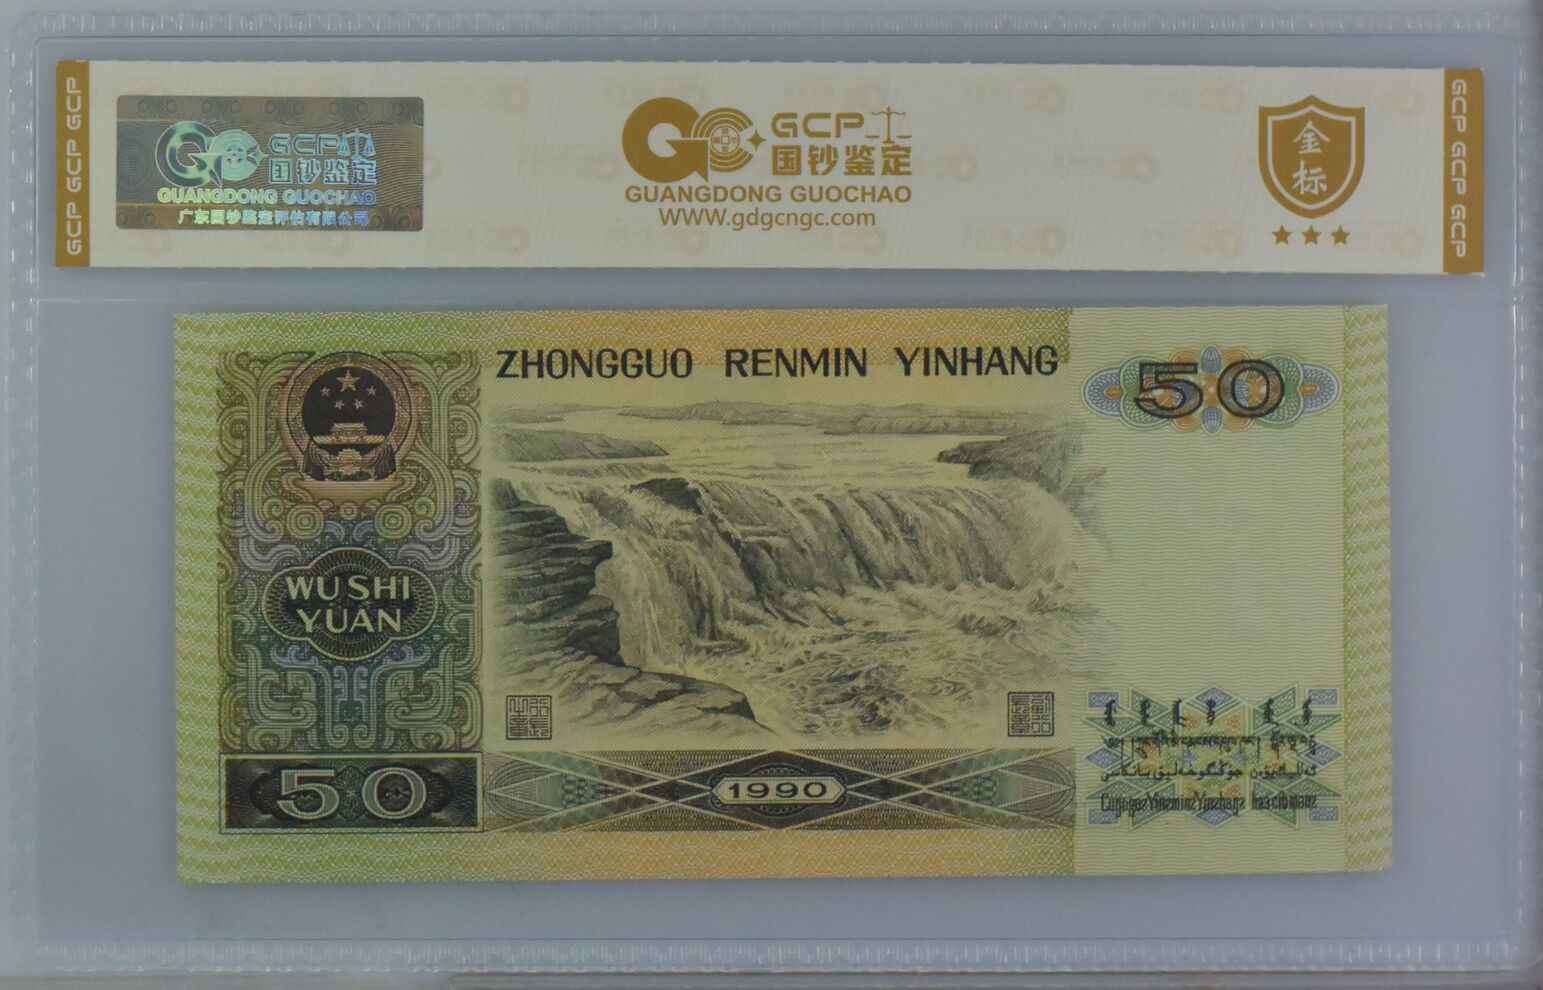 GCP GCP GCP
GCP 国钞鉴定
GUANGDONG GUOCHAO
广东国钞鉴定评估有限公司
GCP 国钞鉴定
GUANGDONG GUOCHAO
WWW.gdgcngc.com
金标
GCP GCP GCP
ZHONGGUO RENMIN YINHANG
50
WU SHI
YUAN
50
1990